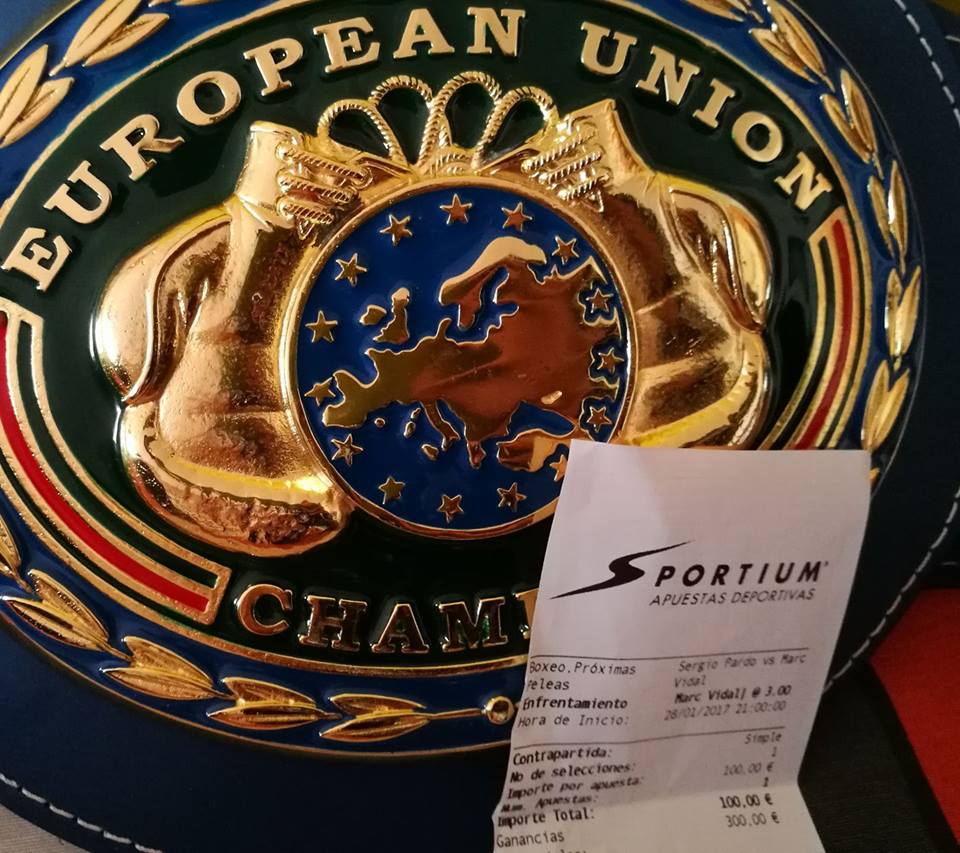 EUROPEAN UNION
CHAM
SPORTIUM
APUESTAS DEPORTIVAS
Boxeo.Próximas Peleas Sergio Pardo vs Marc Vidal
Enfrentamiento Marc Vidal| @ 3.00
Hora de Inicio: 28/01/2017 21:00:00
Contrapartida: Simple
No de selecciones: 1
Importe por apuesta: 100,00 €
Num. Apuestas: 1
Importe Total: 100,00 €
Ganancias 300,00 €